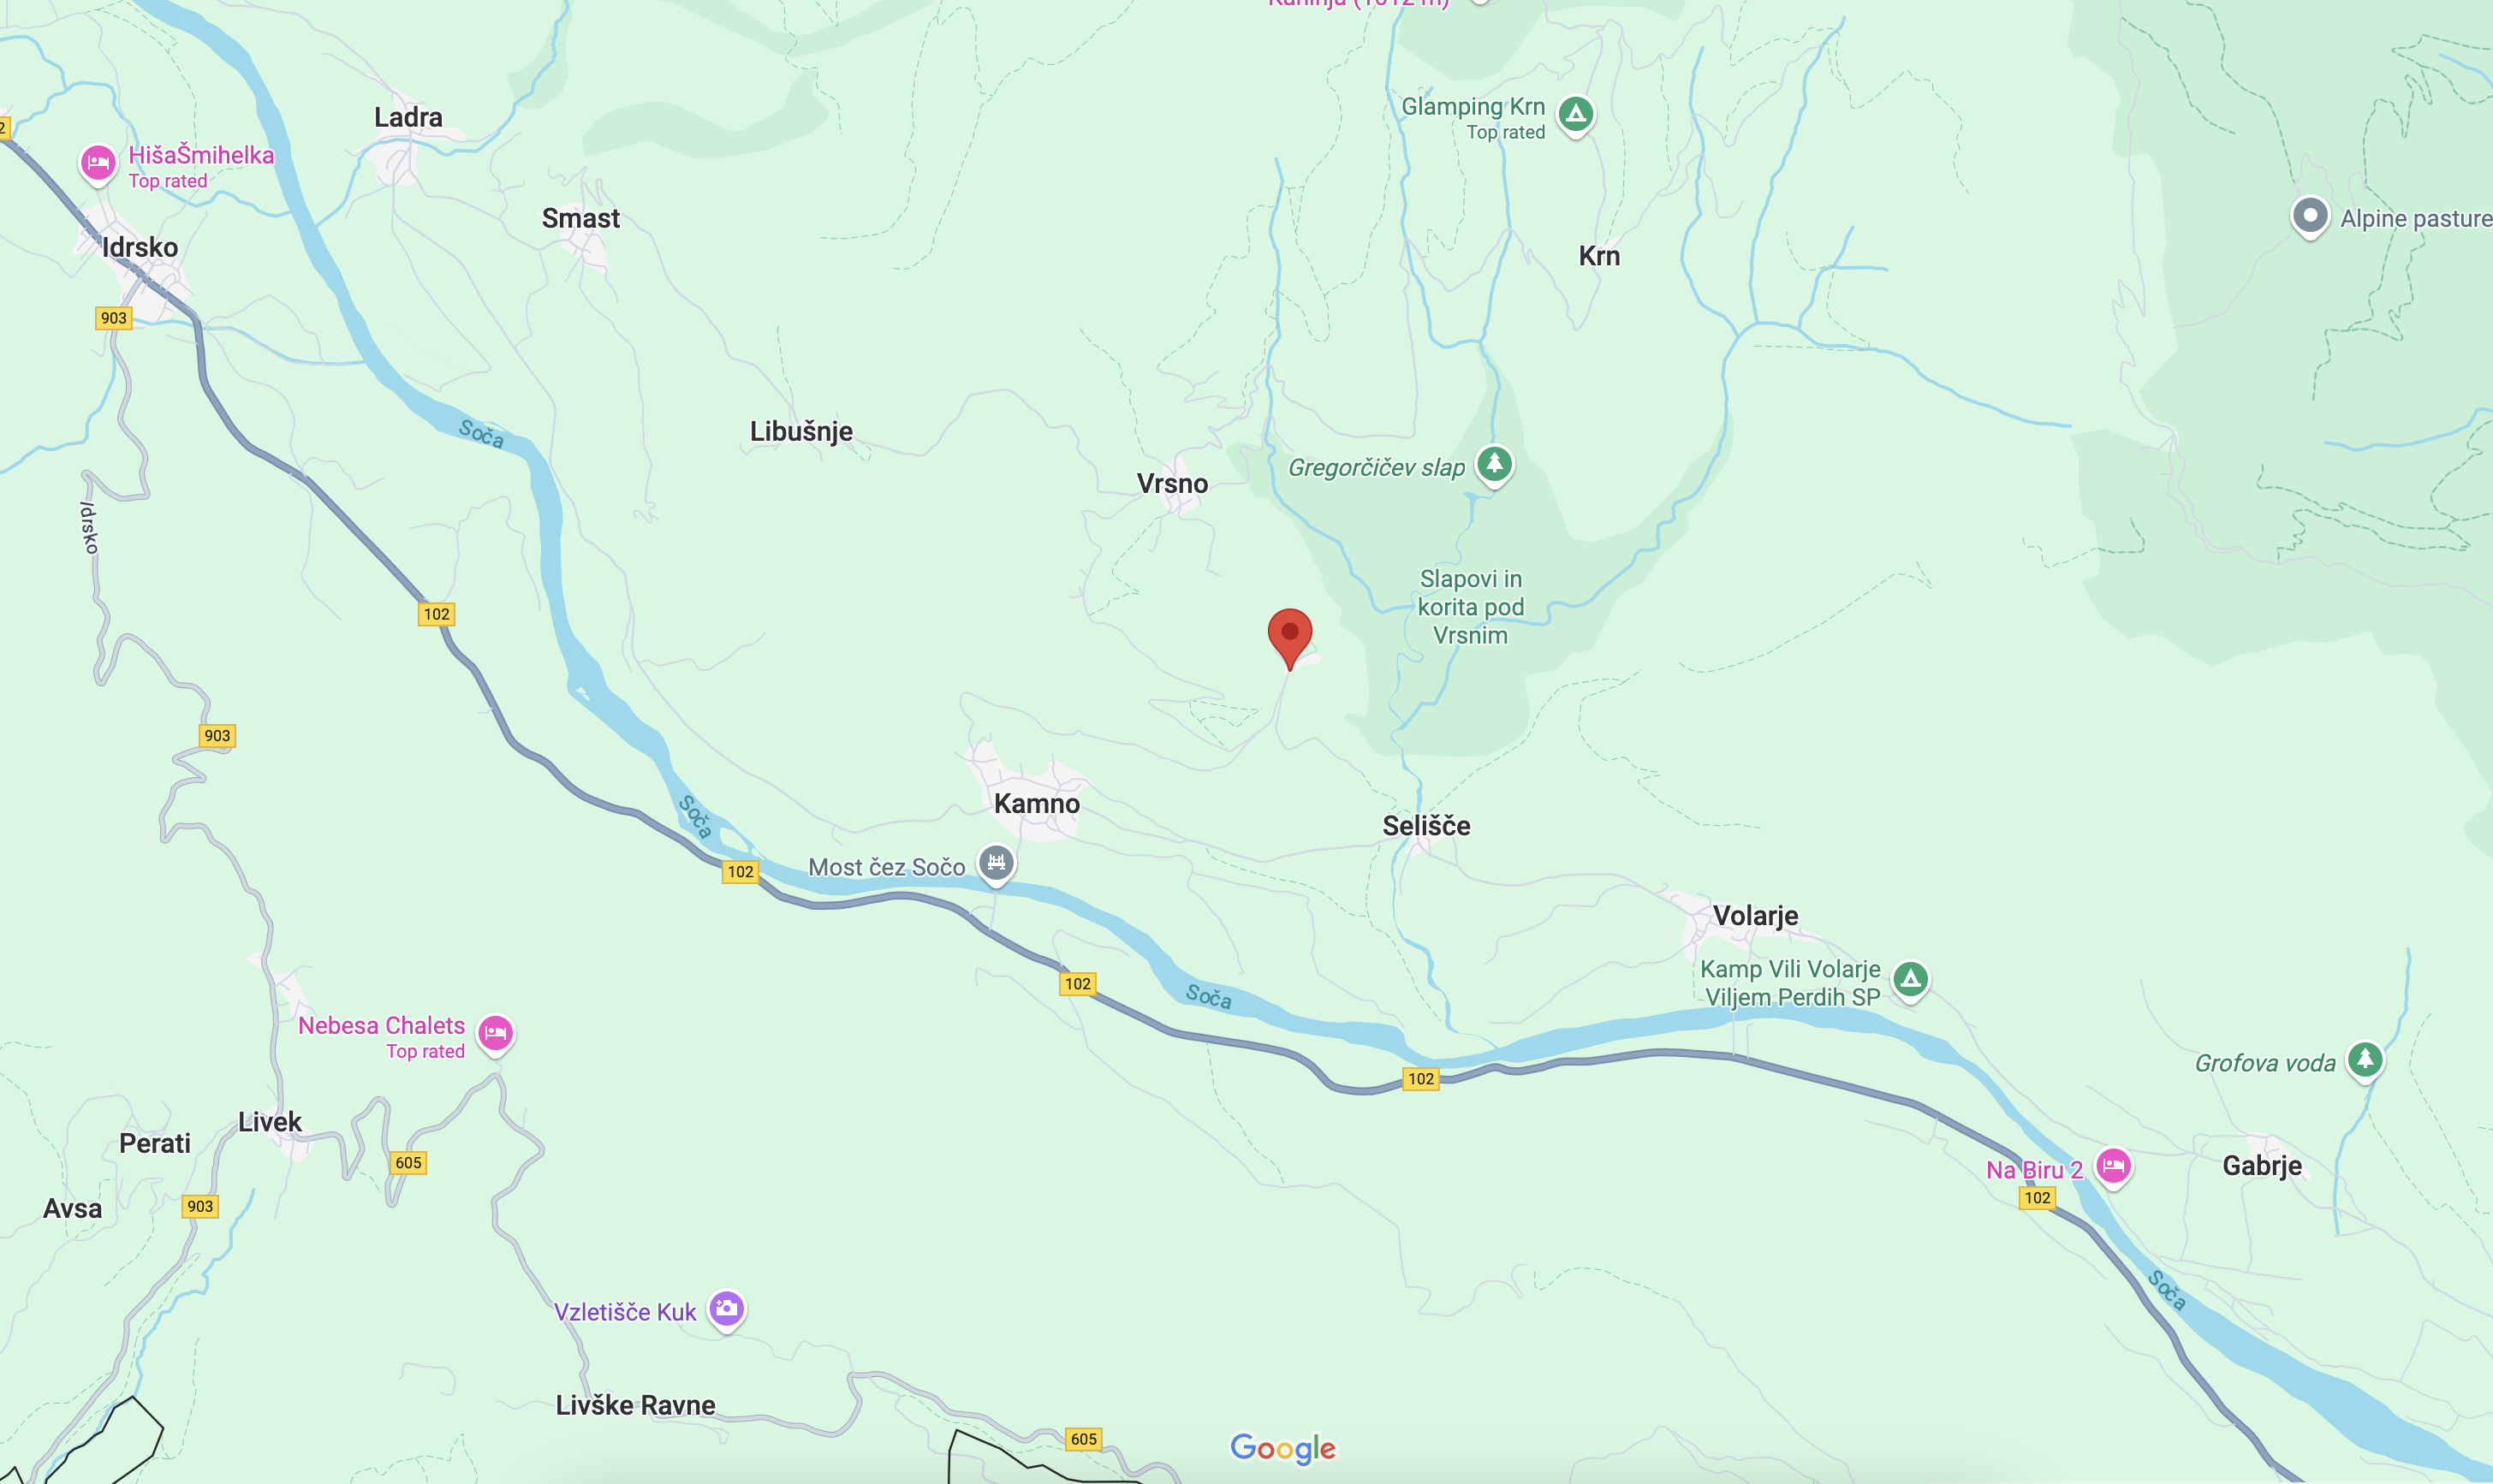 Ladra
Glamping Krn
Top rated
2
HišaŠmihelka
Top rated
Smast
Alpine pasture
Idrsko
Krn
903
Libušnje
Soča
Gregorčičev slap
Vrsno
Idrsko
Slapovi in
korita pod
Vrsnim
102
903
Kamno
Soča
Selišče
Most čez Sočo
102
Volarje
Kamp Vili Volarje
Viljem Perdih SP
102
Soča
Nebesa Chalets
Top rated
Grofova voda
102
Livek
Perati
605
Na Biru 2
Gabrje
102
Avsa
903
Soča
Vzletišče Kuk
Livške Ravne
605
Google